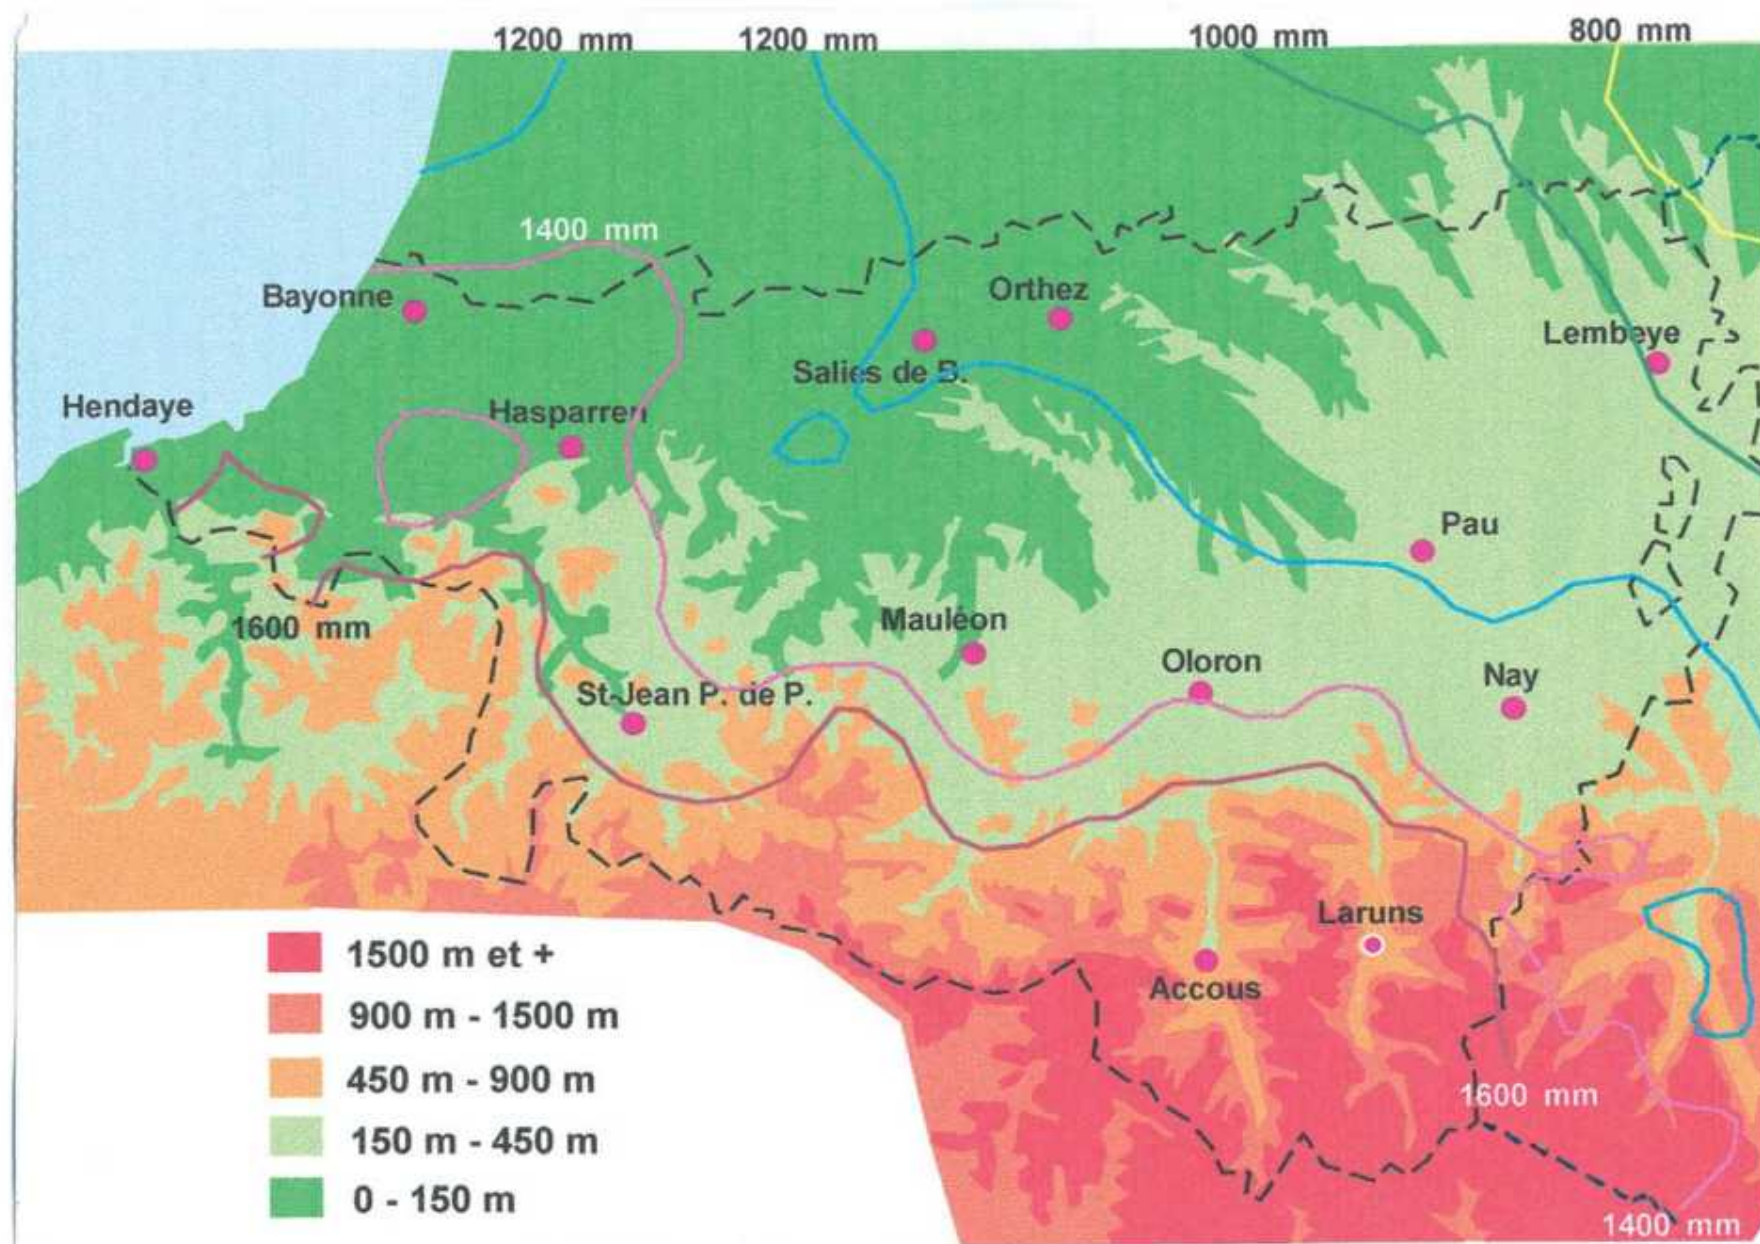 1200 mm
1200 mm
1000 mm
800 mm
1400 mm
Bayonne
Orthez
Lembeye
Salies de B.
Hendaye
Hasparren
Pau
1600 mm
Mauléon
Oloron
Nay
St-Jean P. de P.
Laruns
Accous
1500 m et +
900 m - 1500 m
450 m - 900 m
150 m - 450 m
0 - 150 m
1600 mm
1400 mm